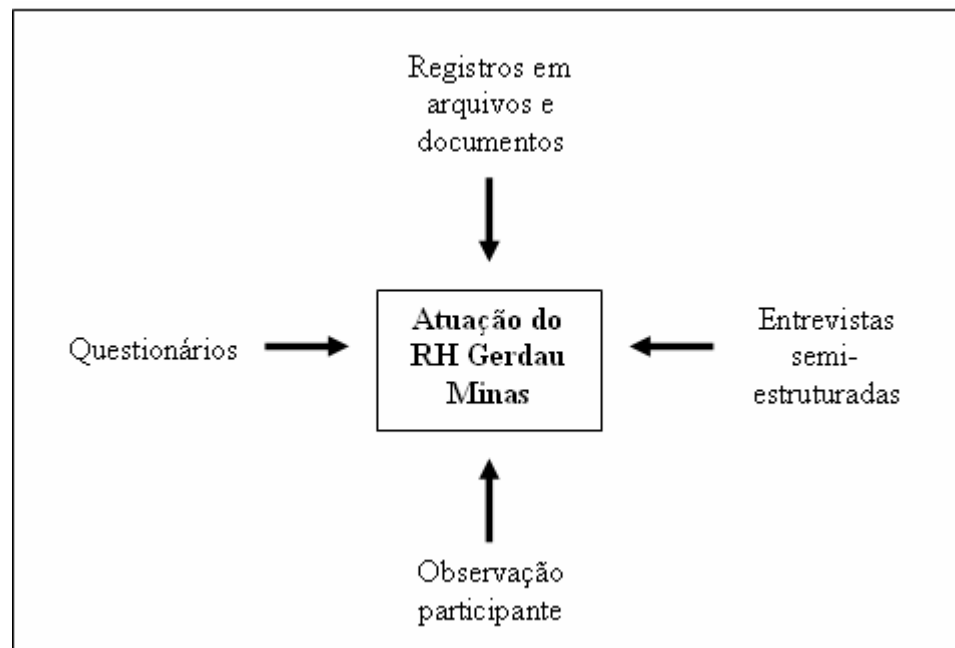 Registros em
arquivos e
documentos
Questionários
Atuação do
RH Gerdau
Minas
Entrevistas
semi-
estruturadas
Observação
participante